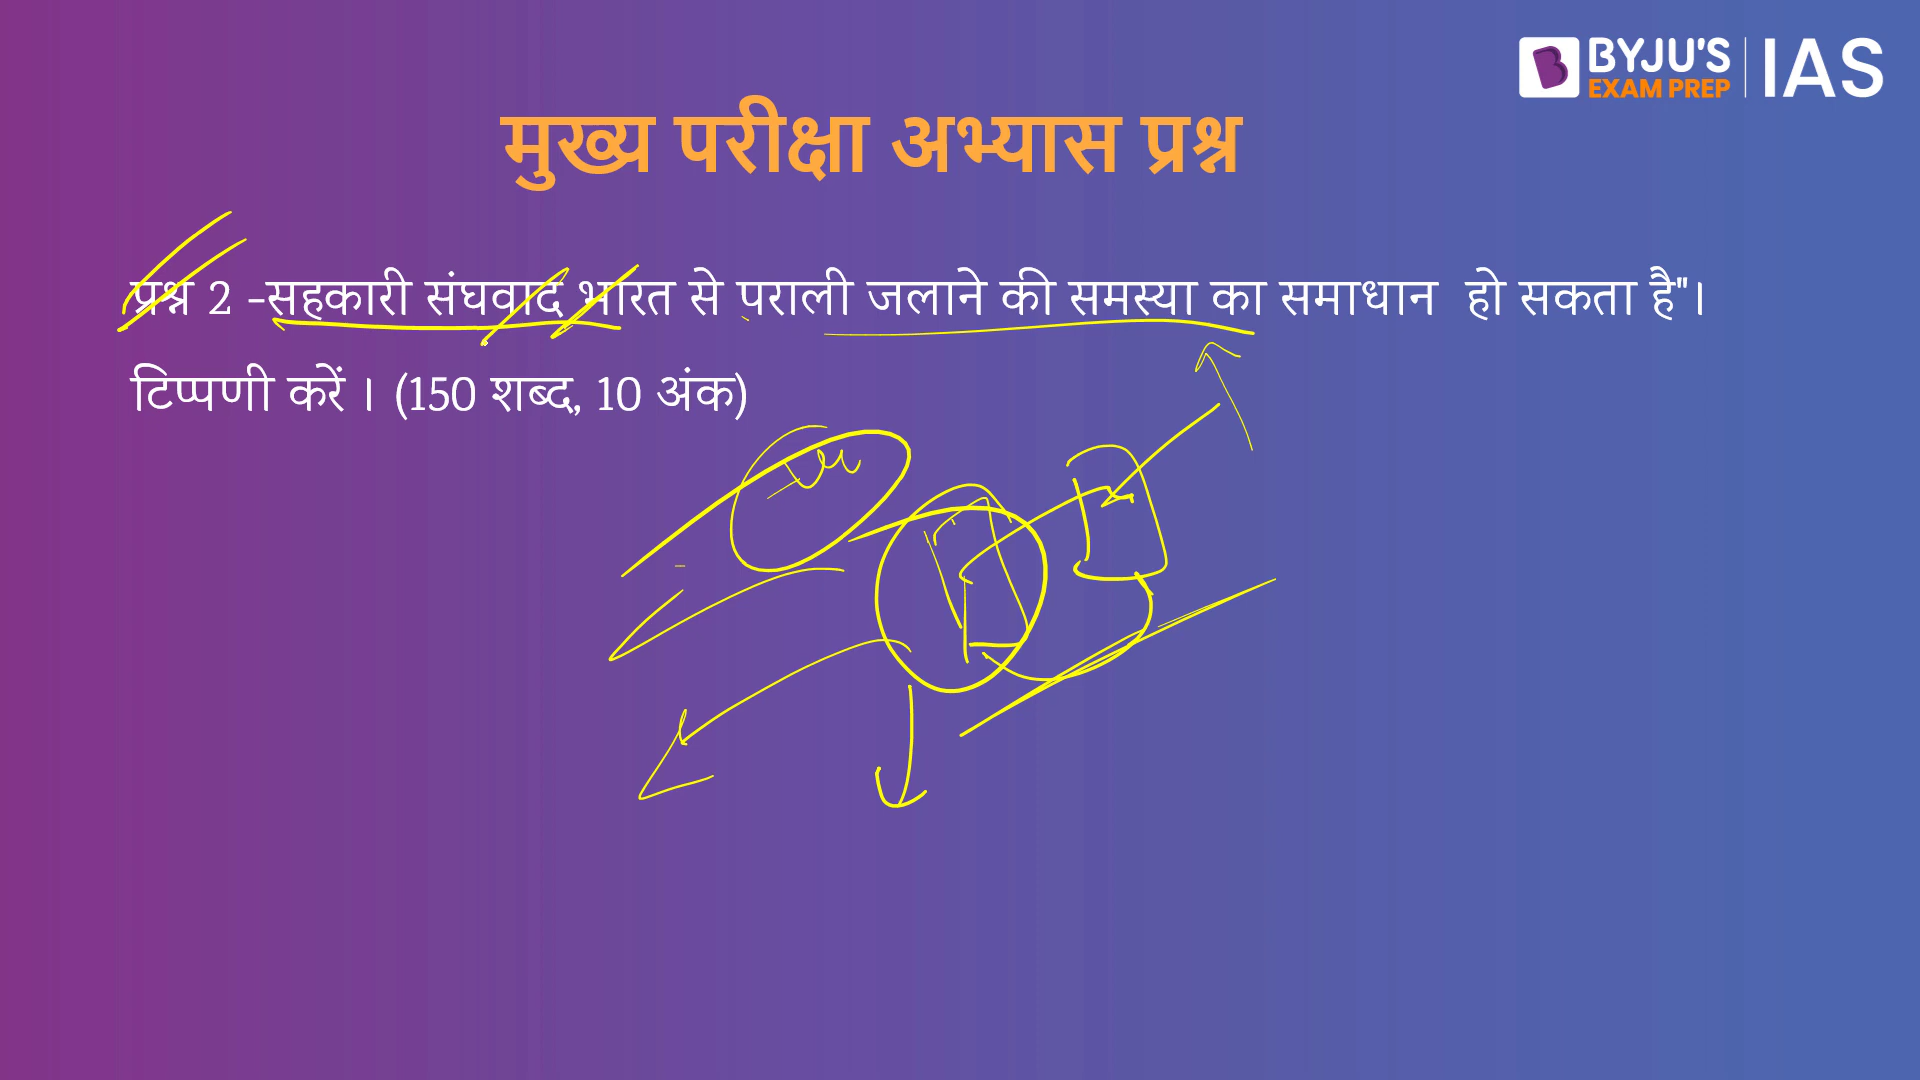 BYJU'S
EXAM PREP
IAS
मुख्य परीक्षा अभ्यास प्रश्न
प्रश्न 2 -सहकारी संघवाद भारत से पराली जलाने की समस्या का समाधान हो सकता है"।
टिप्पणी करें । (150 शब्द, 10 अंक)